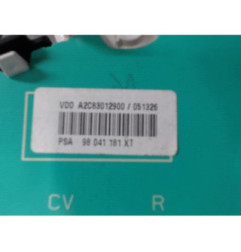 VDO A2C83012900 / 051326
PSA 96 041 161 XT
CV R